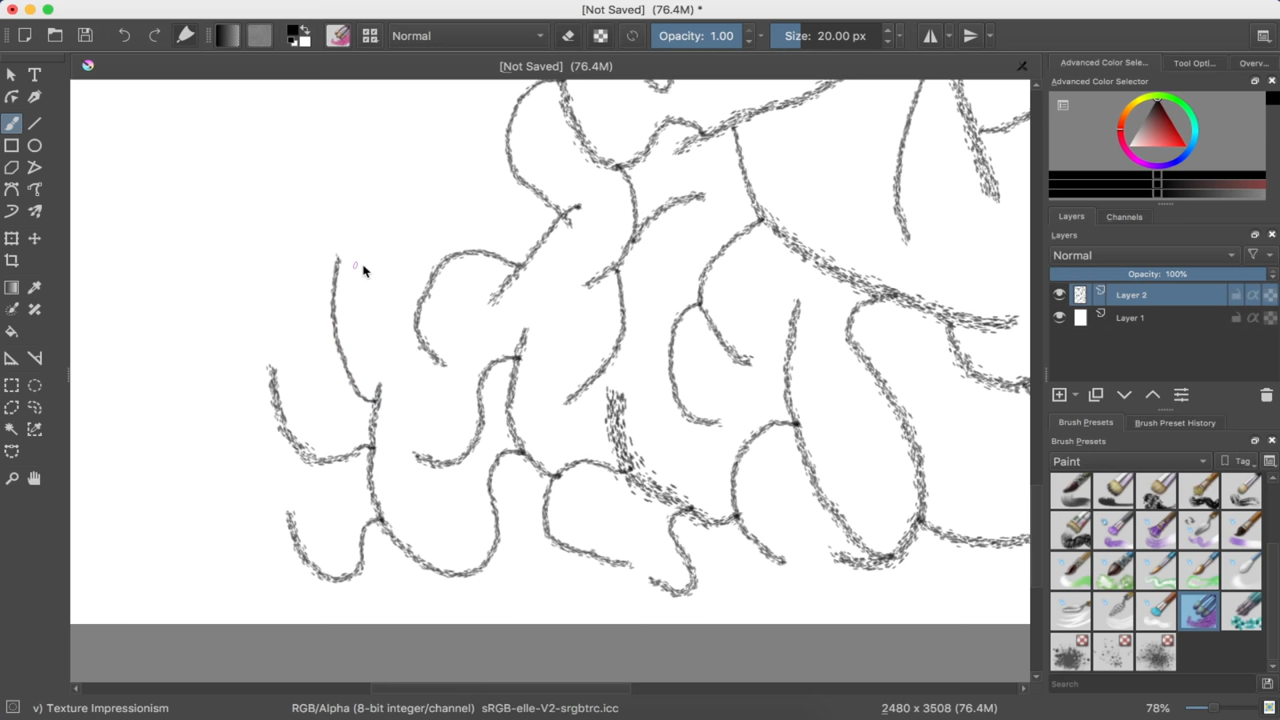 [Not Saved] (76.4M) *
Normal
Opacity: 1.00
Size: 20.00 px
[Not Saved] (76.4M)
Advanced Color Sele...
Tool Opti...
Overv...
Advanced Color Selector
Layers
Channels
Layers
Normal
Opacity: 100%
Layer 2
Layer 1
Brush Presets
Brush Preset History
Brush Presets
Paint
Tag
Search
v) Texture Impressionism
RGB/Alpha (8-bit integer/channel) sRGB-elle-V2-srgbtrc.icc
2480 x 3508 (76.4M)
78%